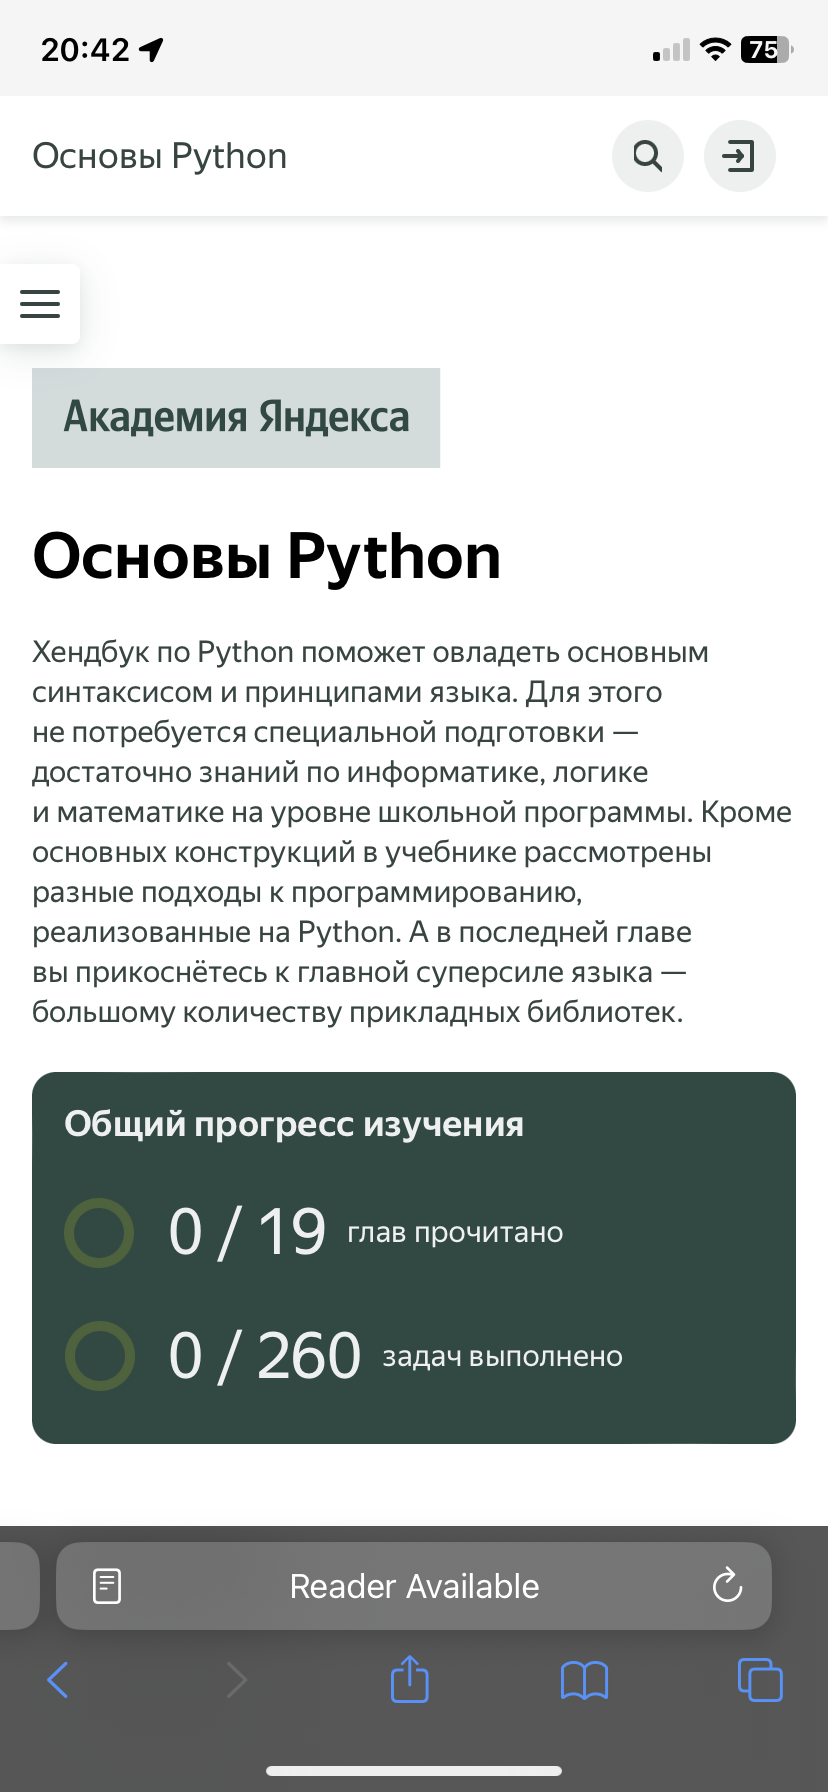 20:42
75
Основы Python
Академия Яндекса
Основы Python
Хендбук по Python поможет овладеть основным
синтаксисом и принципами языка. Для этого
не потребуется специальной подготовки —
достаточно знаний по информатике, логике
и математике на уровне школьной программы. Кроме
основных конструкций в учебнике рассмотрены
разные подходы к программированию,
реализованные на Python. А в последней главе
вы прикоснётесь к главной суперсиле языка —
большому количеству прикладных библиотек.
Общий прогресс изучения
0 / 19 глав прочитано
0 / 260 задач выполнено
Reader Available